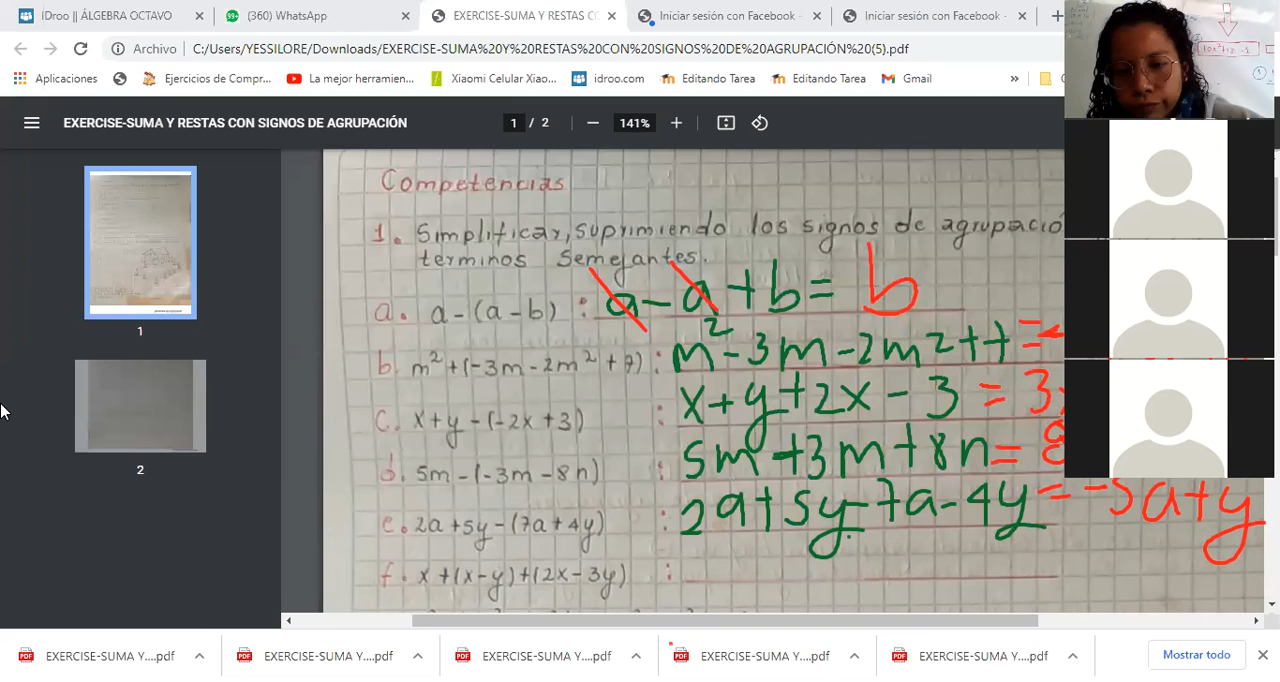 IDroo || ÁLGEBRA OCTAVO
(360) WhatsApp
EXERCISE-SUMA Y RESTAS CO
Iniciar sesión con Facebook -
Iniciar sesión con Facebook -
Archivo | C:/Users/YESSILORE/Downloads/EXERCISE-SUMA%20Y%20RESTAS%20CON%20SIGNOS%20DE%20AGRUPACIÓN%20(5).pdf
Aplicaciones
Ejercicios de Compr...
La mejor herramien...
Xiaomi Celular Xiao...
idroo.com
Editando Tarea
Editando Tarea
Gmail
»
EXERCISE-SUMA Y RESTAS CON SIGNOS DE AGRUPACIÓN
1 / 2
141%
1
2
Competencias
1. Simplificar, suprimiendo los signos de agrupació
terminos semejantes.
a. a-(a-b) : a - a + b = b
b. m²+(-3m-2m²+7) : m² - 3m - 2m² + 7 = -
c. x+y-(-2x+3) : x + y + 2x - 3 = 3x
d. 5m-(-3m-8n) : 5m + 3m + 8n = 8
e. 2a+5y-(7a+4y) : 2a + 5y - 7a - 4y = -5a + y
f. x+(x-y)+(2x-3y) :
EXERCISE-SUMA Y....pdf
EXERCISE-SUMA Y....pdf
EXERCISE-SUMA Y....pdf
EXERCISE-SUMA Y....pdf
EXERCISE-SUMA Y....pdf
Mostrar todo